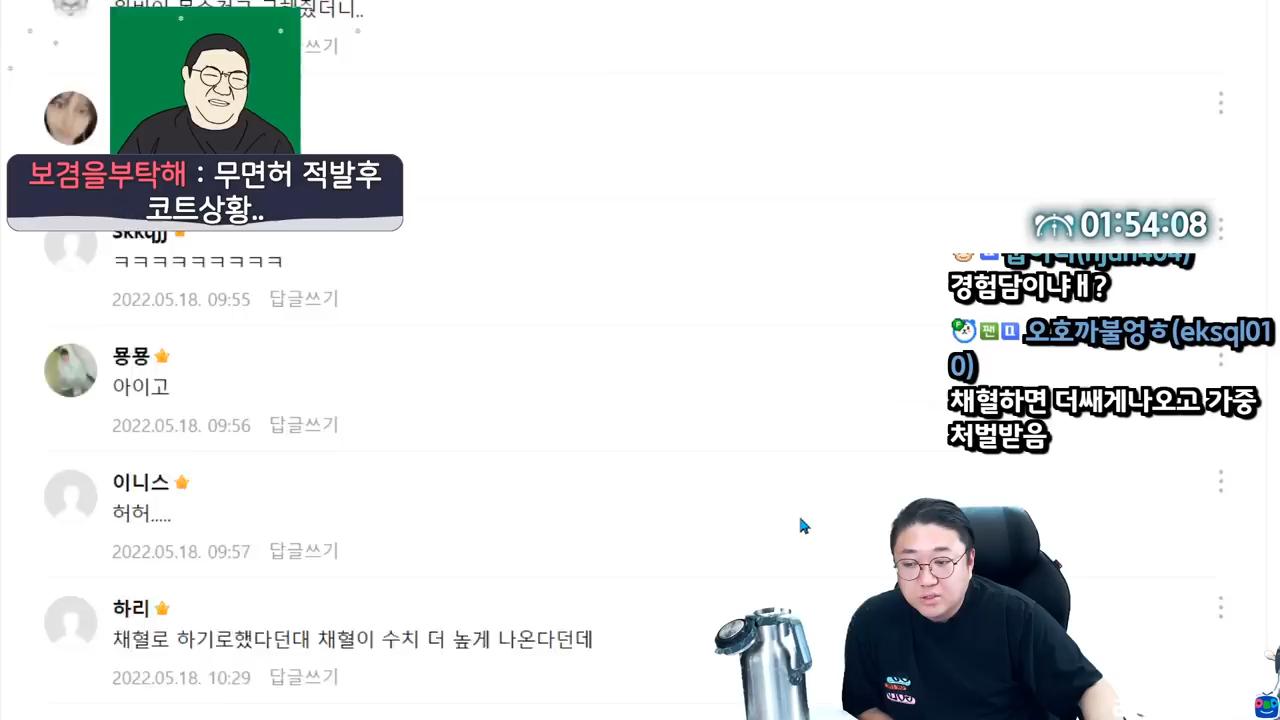 쓰기
보겸을부탁해 : 무면허 적발후
코트상황..
skkqjj
ㅋㅋㅋㅋㅋㅋㅋㅋㅋ
2022.05.18. 09:55 답글쓰기
01:54:08
경험담이냐ㅐ?
오호까불엉ㅎ(eksql01
0)
채혈하면 더쌔게나오고 가중
처벌받음
묭묭
아이고
2022.05.18. 09:56 답글쓰기
이니스
허허.....
2022.05.18. 09:57 답글쓰기
하리
채혈로 하기로했다던대 채혈이 수치 더 높게 나온다던데
2022.05.18. 10:29 답글쓰기